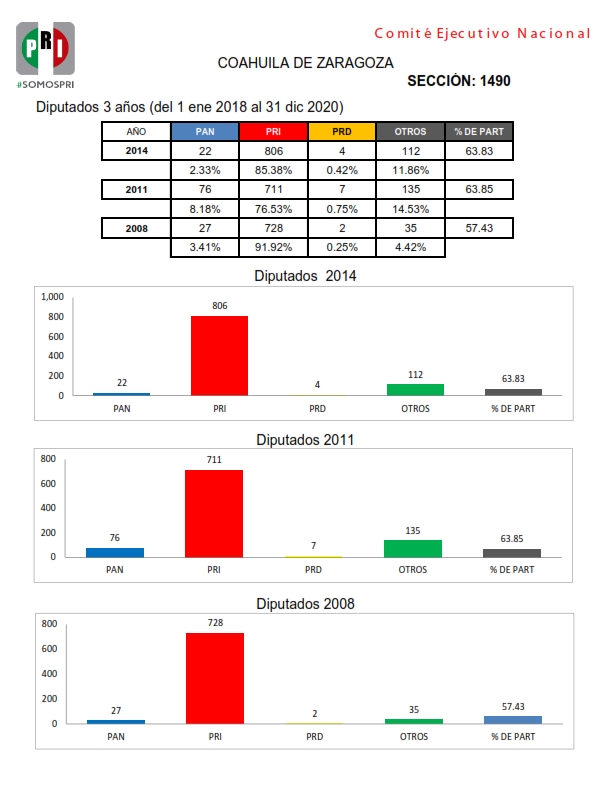 Comité Ejecutivo Nacional
PRI
#SOMOSPRI
COAHUILA DE ZARAGOZA
SECCIÓN: 1490
Diputados 3 años (del 1 ene 2018 al 31 dic 2020)
AÑO PAN PRI PRD OTROS % DE PART
2014 22 806 4 112 63.83
2.33% 85.38% 0.42% 11.86%
2011 76 711 7 135 63.85
8.18% 76.53% 0.75% 14.53%
2008 27 728 2 35 57.43
3.41% 91.92% 0.25% 4.42%
Diputados 2014
1,000
800
600
400
200
0
22 806 4 112 63.83
PAN PRI PRD OTROS % DE PART
Diputados 2011
800
600
400
200
0
76 711 7 135 63.85
PAN PRI PRD OTROS % DE PART
Diputados 2008
800
600
400
200
0
27 728 2 35 57.43
PAN PRI PRD OTROS % DE PART